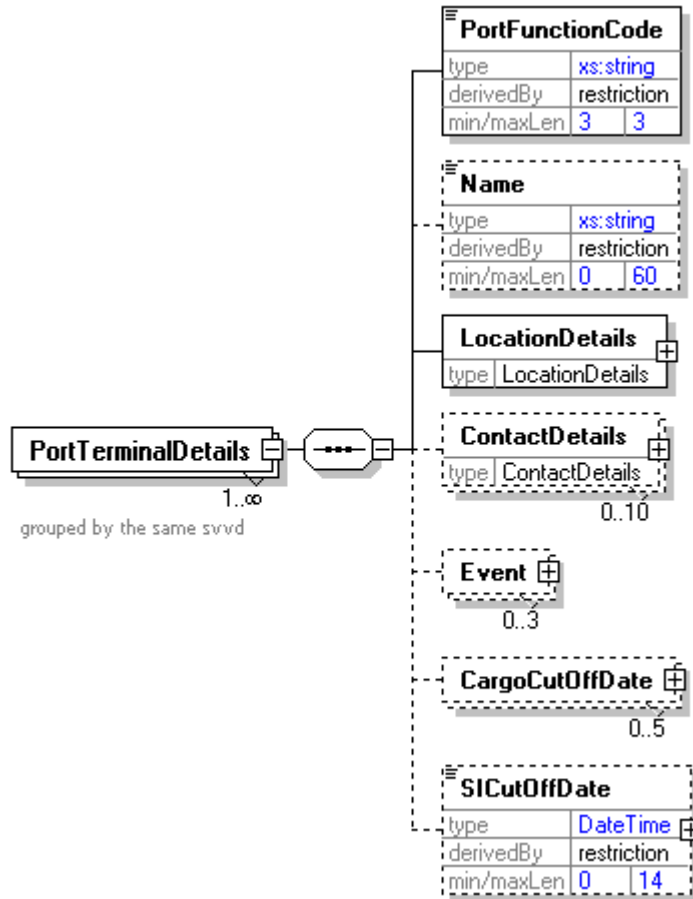 PortFunctionCode
type xs:string
derivedBy restriction
min/maxLen 3 3
Name
type xs:string
derivedBy restriction
min/maxLen 0 60
LocationDetails
type LocationDetails
PortTerminalDetails
1..∞
grouped by the same svvd
ContactDetails
type ContactDetails
0..10
Event
0..3
CargoCutOffDate
0..5
SICutOffDate
type DateTime
derivedBy restriction
min/maxLen 0 14